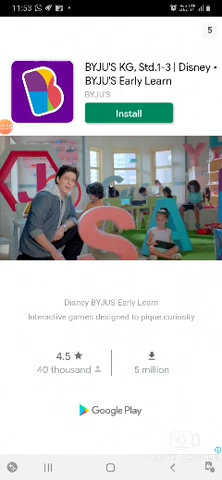 11:53
5
BYJU'S KG, Std.1-3 | Disney •
BYJU'S Early Learn
BYJU'S
Install
S A
Disney BYJUS Early Learn
Interactive games designed to pique curiosity
4.5 ★
40 thousand
5 million
Google Play